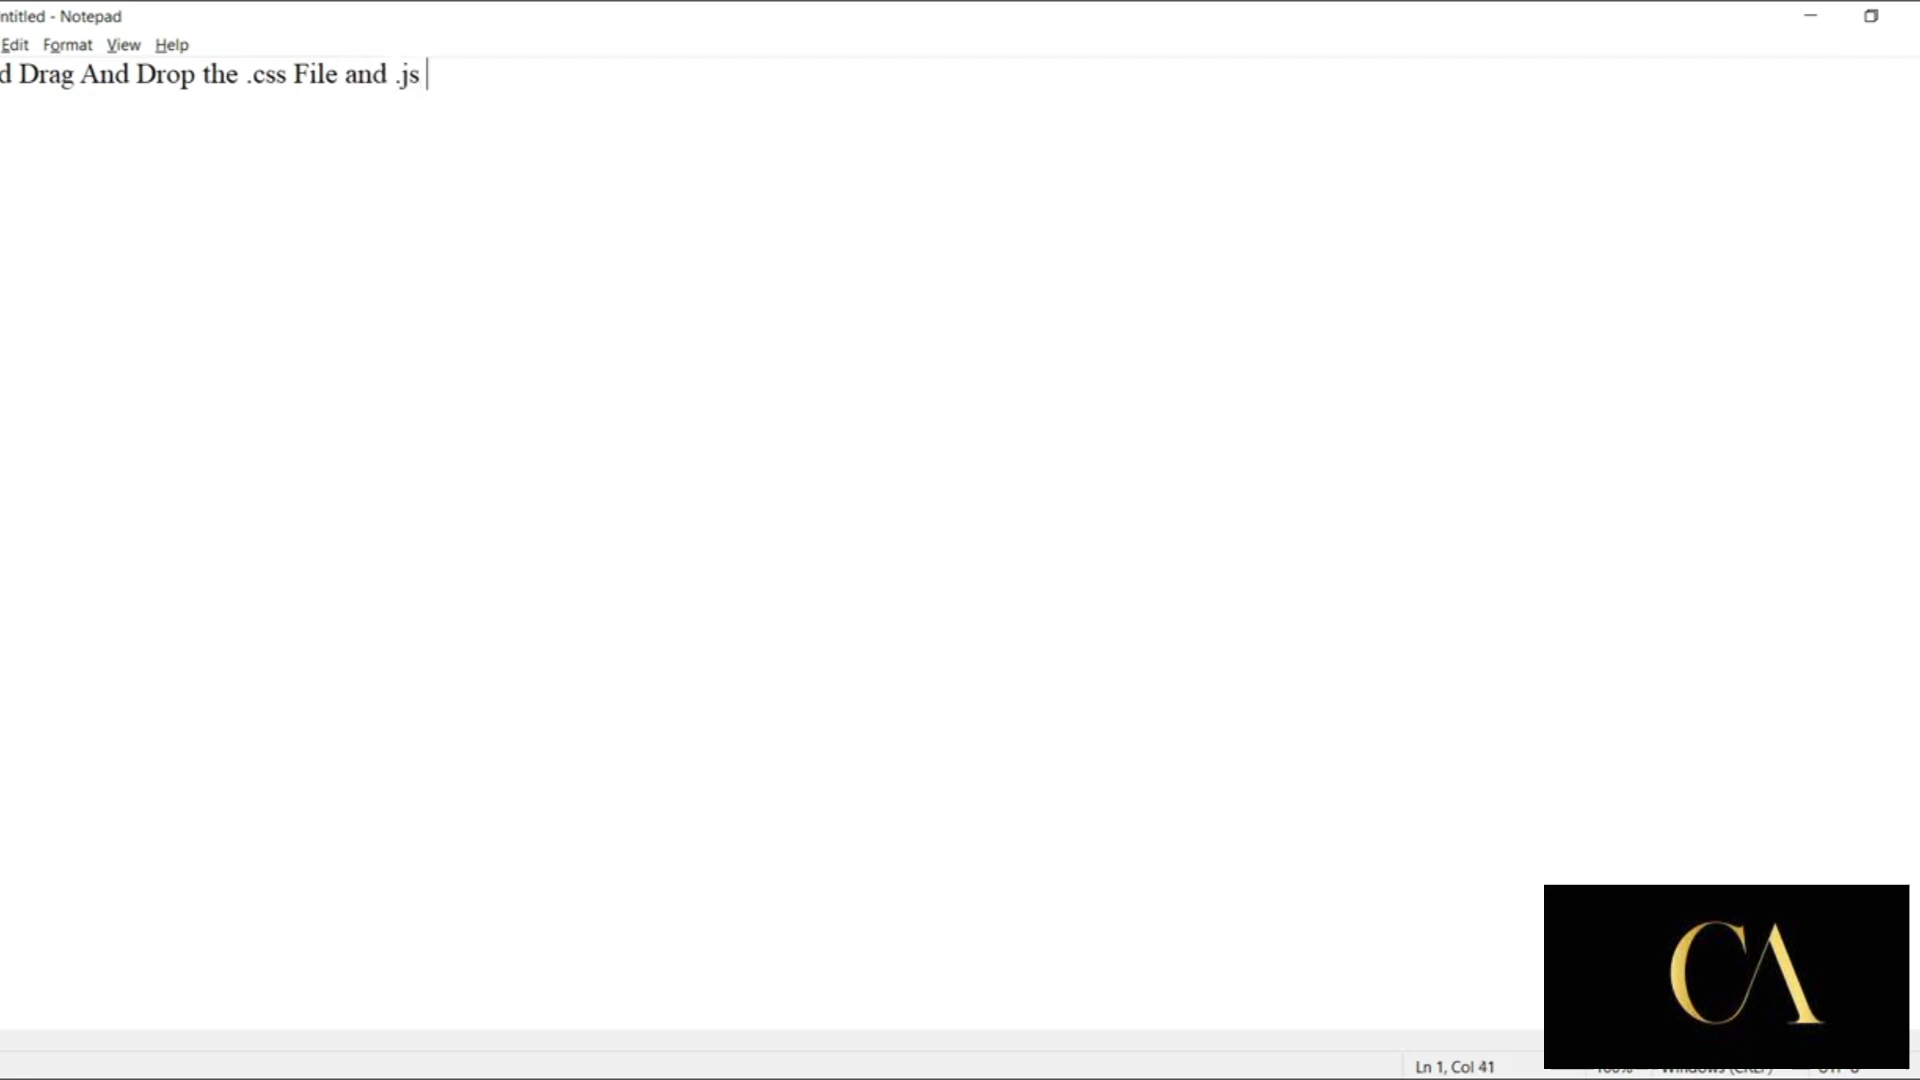 ntitled - Notepad
Edit Format View Help
d Drag And Drop the .css File and .js
Ln 1, Col 41
CA